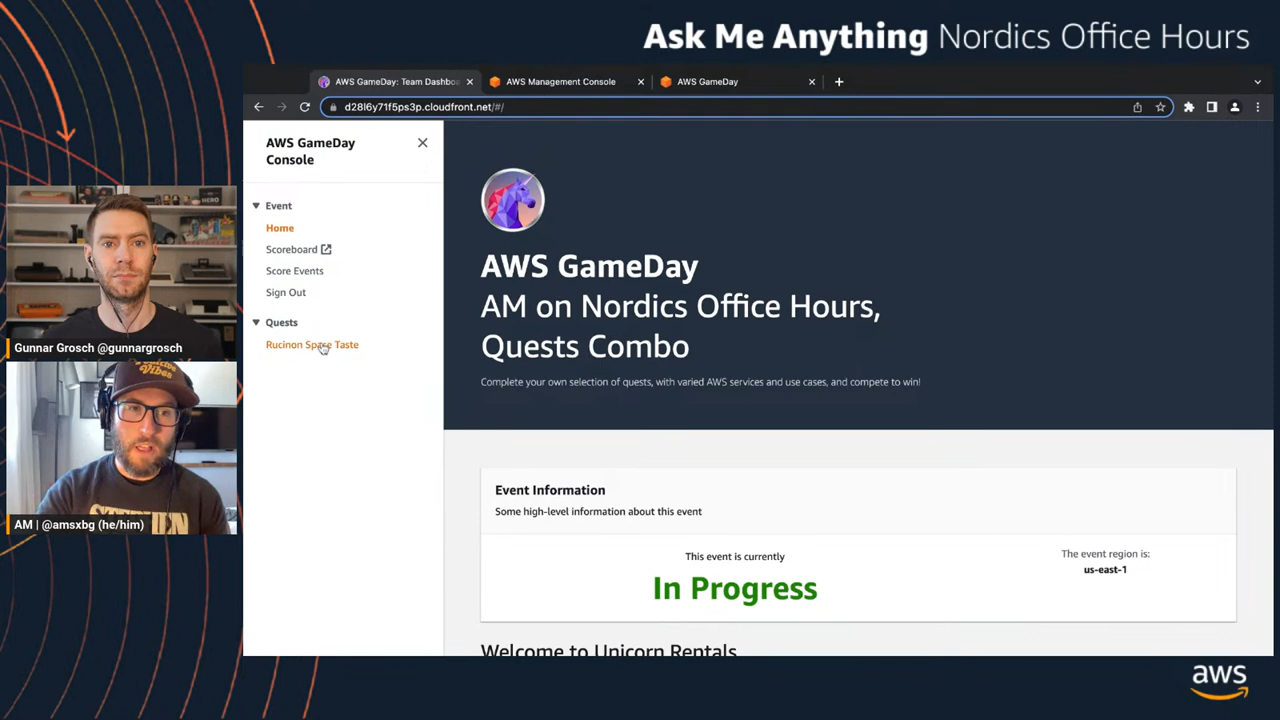 Ask Me Anything Nordics Office Hours
AWS GameDay: Team Dashbo
AWS Management Console
AWS GameDay
d28l6y71f5ps3p.cloudfront.net/#/
AWS GameDay
Console
Event
Home
Scoreboard
Score Events
Sign Out
Quests
Rucinon Space Taste
AWS GameDay
AM on Nordics Office Hours,
Quests Combo
Complete your own selection of quests, with varied AWS services and use cases, and compete to win!
Event Information
Some high-level information about this event
This event is currently
In Progress
The event region is:
us-east-1
Welcome to Unicorn Rentals
HERO
Gunnar Grosch @gunnargrosch
Positive
Vibes
AM | @amsxbg (he/him)
aws